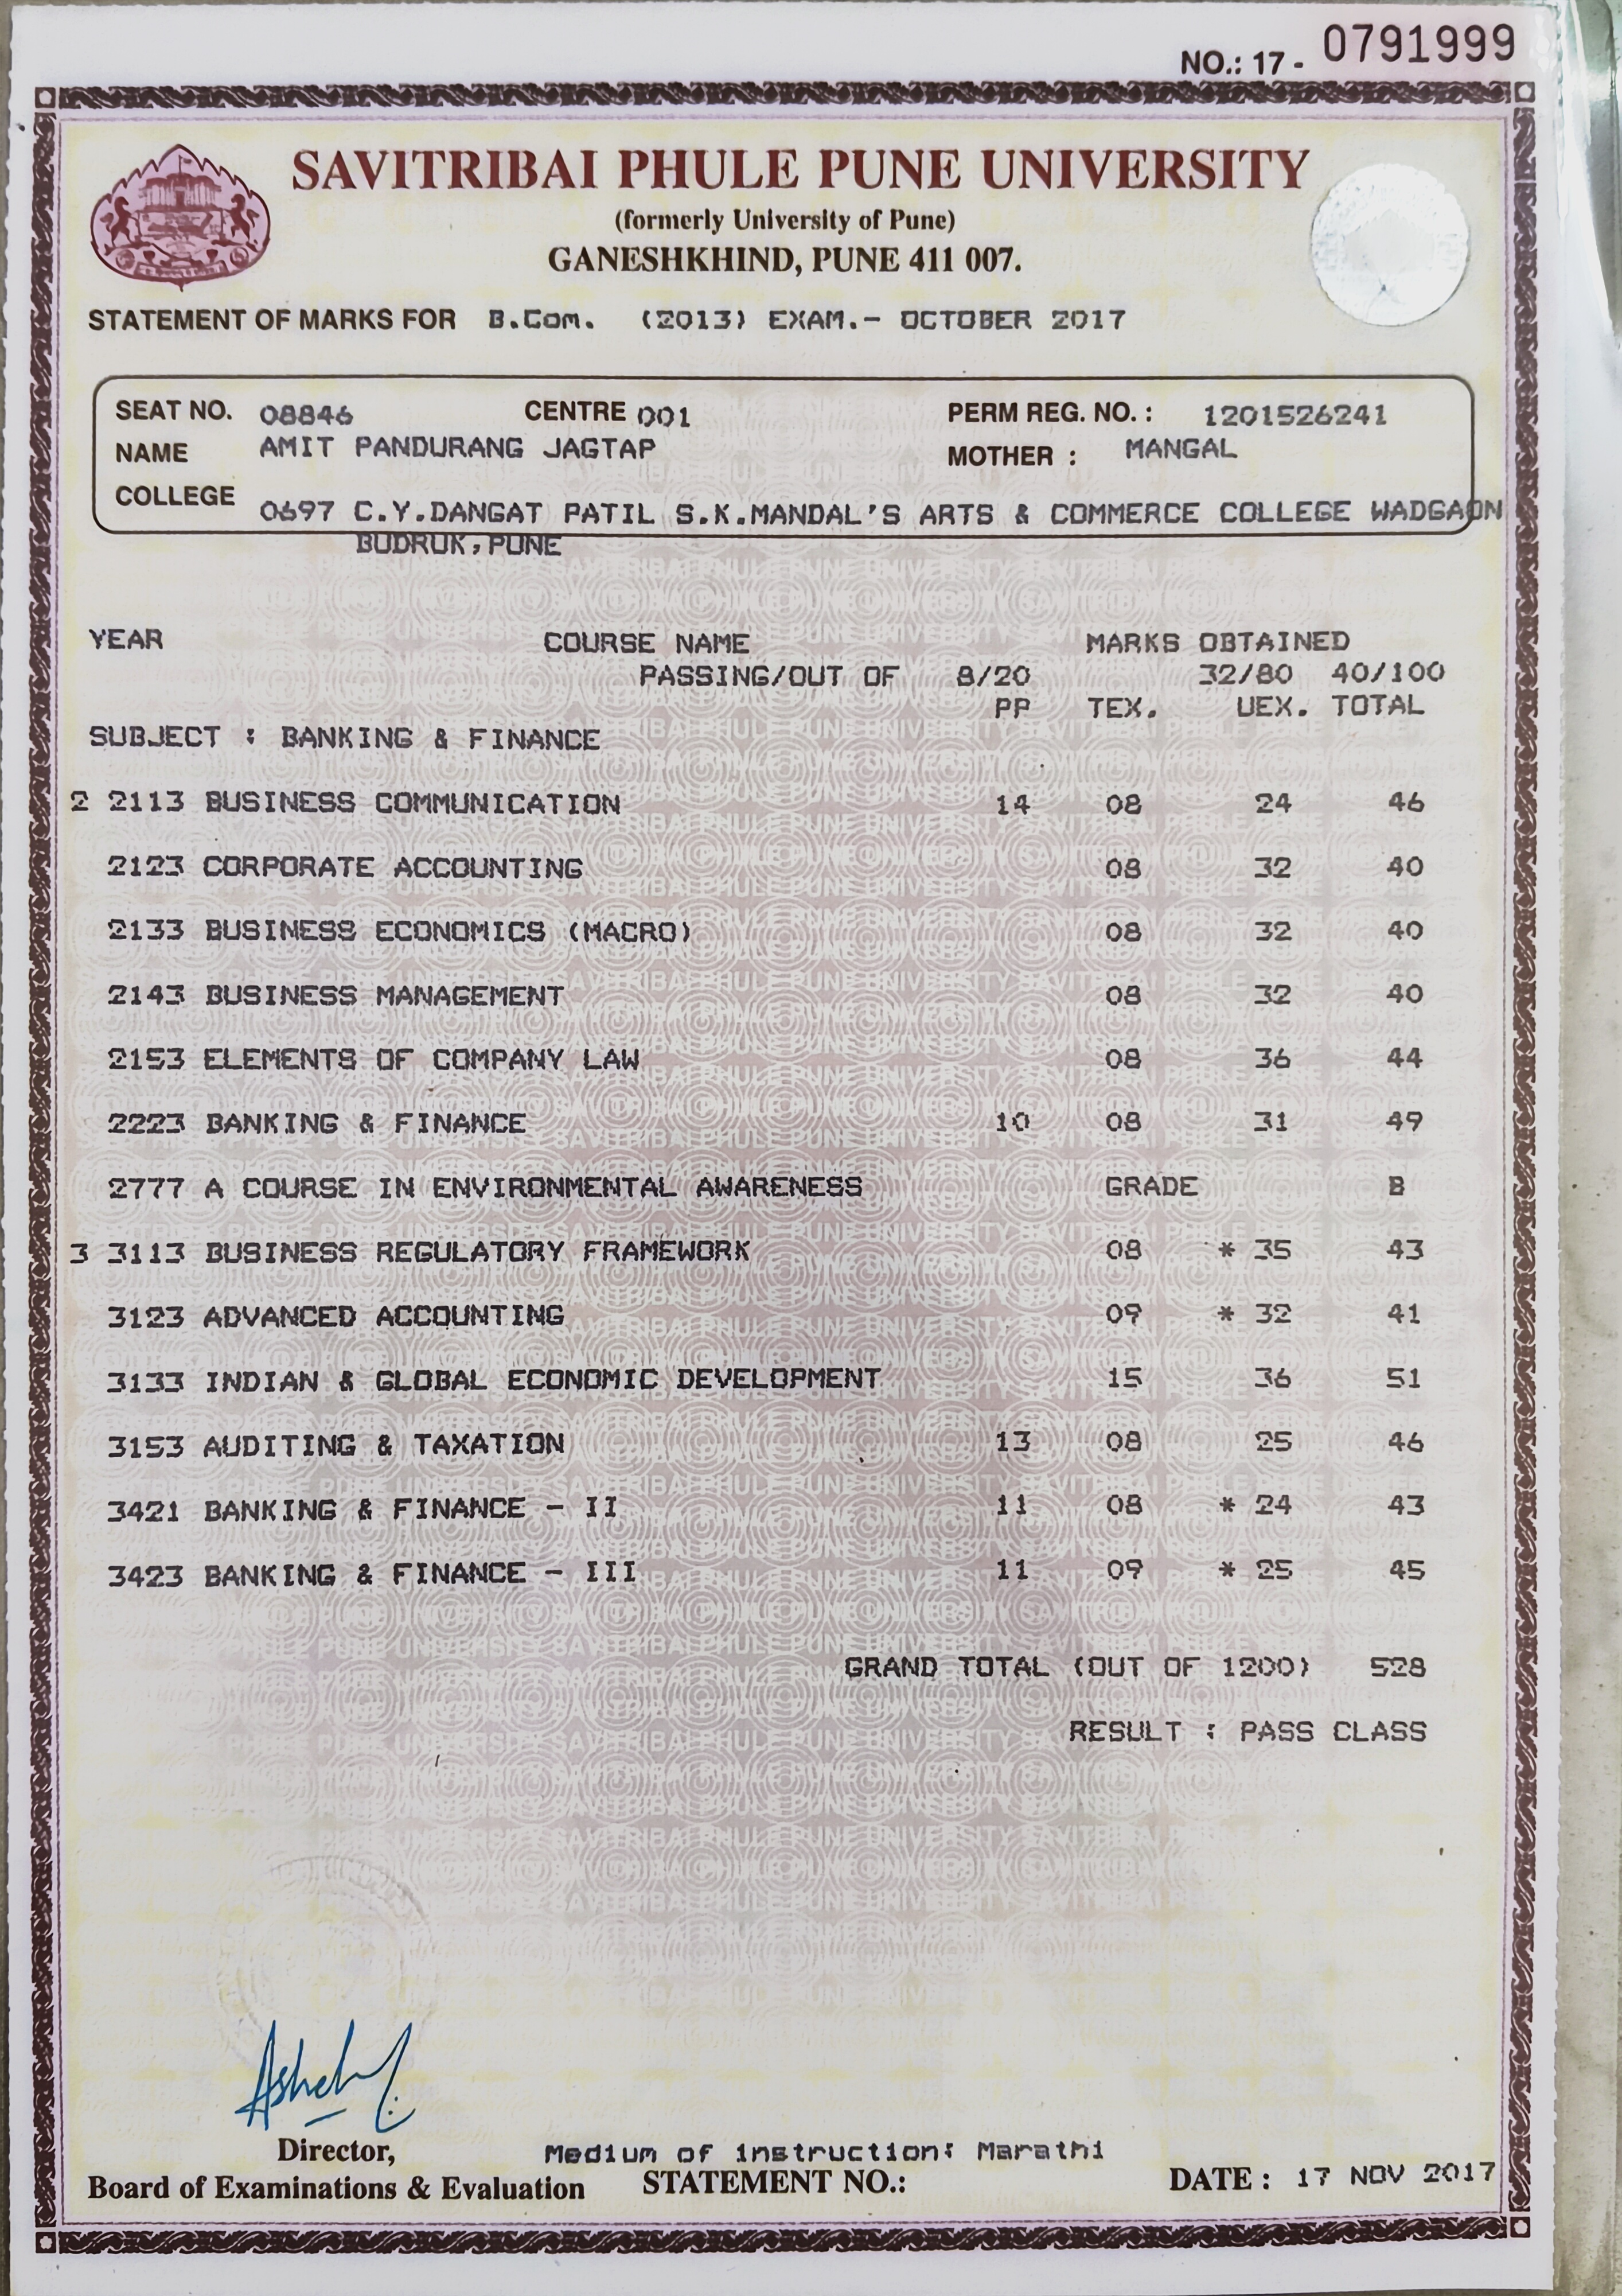 NO.: 17 - 0791999
SAVITRIBAI PHULE PUNE UNIVERSITY
(formerly University of Pune)
GANESHKHIND, PUNE 411 007.
STATEMENT OF MARKS FOR B.Com. (2013) EXAM.- OCTOBER 2017
SEAT NO. 08846 CENTRE 001 PERM REG. NO. : 1201526241
NAME AMIT PANDURANG JAGTAP MOTHER : MANGAL
COLLEGE 0697 C.Y.DANGAT PATIL S.K.MANDAL'S ARTS & COMMERCE COLLEGE WADGAON
BUDRUK,PUNE
YEAR COURSE NAME MARKS OBTAINED
PASSING/OUT OF 8/20 32/80 40/100
PP TEX. UEX. TOTAL
SUBJECT : BANKING & FINANCE
2 2113 BUSINESS COMMUNICATION 14 08 24 46
2123 CORPORATE ACCOUNTING 08 32 40
2133 BUSINESS ECONOMICS (MACRO) 08 32 40
2143 BUSINESS MANAGEMENT 08 32 40
2153 ELEMENTS OF COMPANY LAW 08 36 44
2223 BANKING & FINANCE 10 08 31 49
2777 A COURSE IN ENVIRONMENTAL AWARENESS GRADE B
3 3113 BUSINESS REGULATORY FRAMEWORK 08 * 35 43
3123 ADVANCED ACCOUNTING 09 * 32 41
3133 INDIAN & GLOBAL ECONOMIC DEVELOPMENT 15 36 51
3153 AUDITING & TAXATION 13 08 25 46
3421 BANKING & FINANCE - II 11 08 * 24 43
3423 BANKING & FINANCE - III 11 09 * 25 45
GRAND TOTAL (OUT OF 1200) 528
RESULT : PASS CLASS
Director,
Medium of instruction: Marathi
Board of Examinations & Evaluation STATEMENT NO.: DATE : 17 NOV 2017